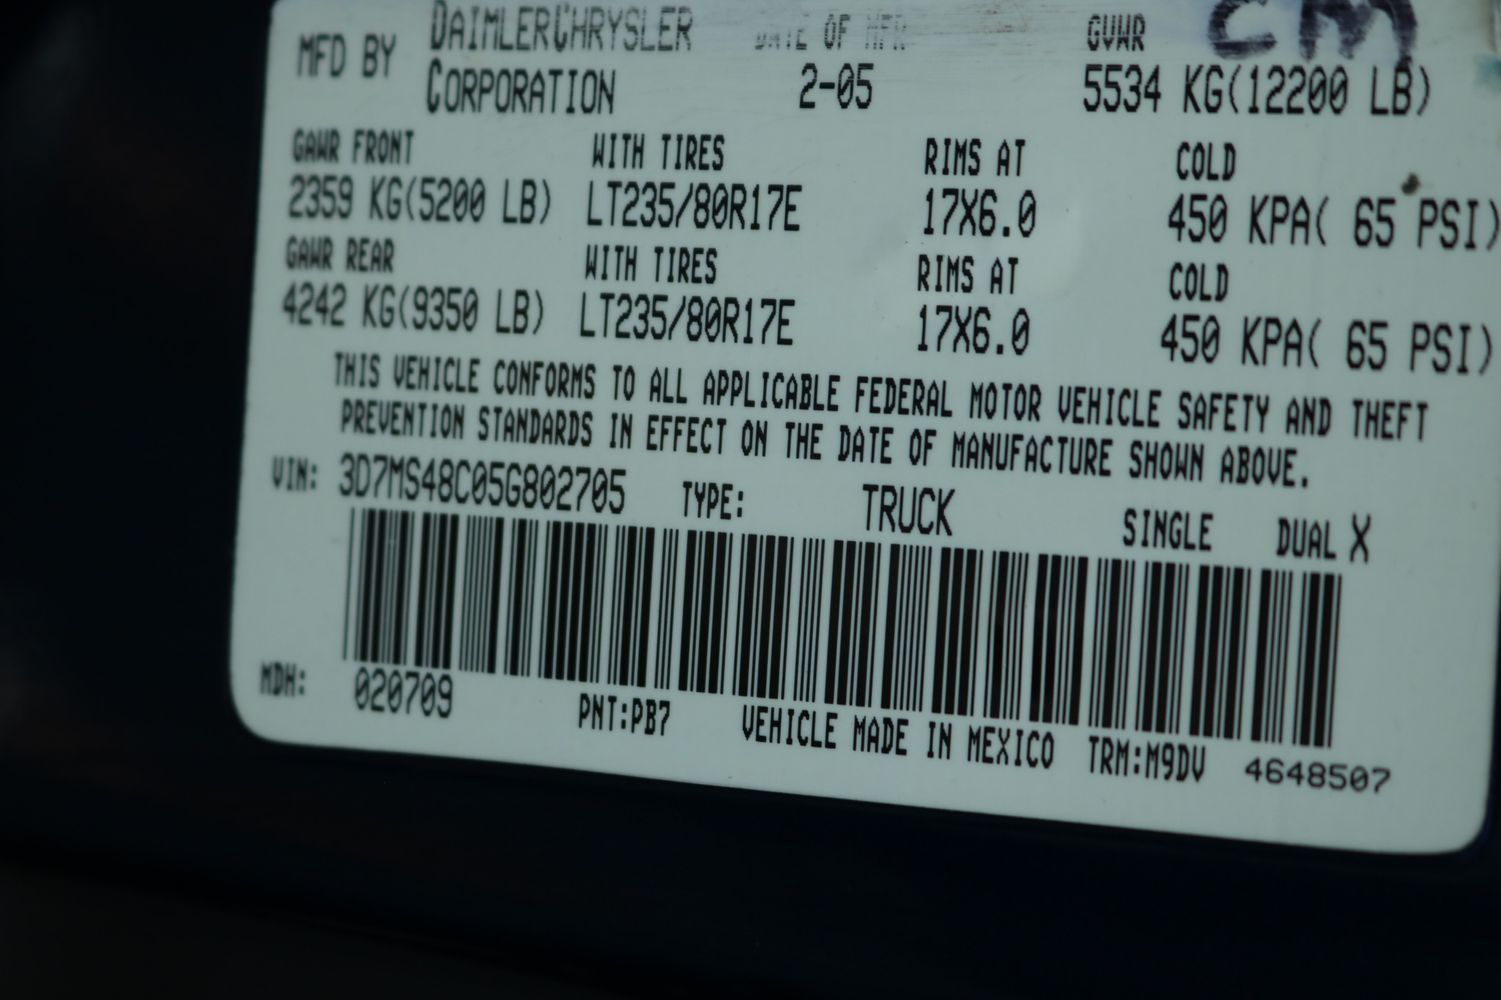 CM
MFD BY DAIMLERCHRYSLER CORPORATION DATE OF MFR 2-05 GVWR 5534 KG(12200 LB)
GAWR FRONT WITH TIRES RIMS AT COLD
2359 KG(5200 LB) LT235/80R17E 17X6.0 450 KPA( 65 PSI)
GAWR REAR WITH TIRES RIMS AT COLD
4242 KG(9350 LB) LT235/80R17E 17X6.0 450 KPA( 65 PSI)
THIS VEHICLE CONFORMS TO ALL APPLICABLE FEDERAL MOTOR VEHICLE SAFETY AND THEFT
PREVENTION STANDARDS IN EFFECT ON THE DATE OF MANUFACTURE SHOWN ABOVE.
VIN: 3D7MS48C05G802705 TYPE: TRUCK SINGLE DUAL X
MDH: 020709 PNT:PB7 VEHICLE MADE IN MEXICO TRM:M9DV 4648507